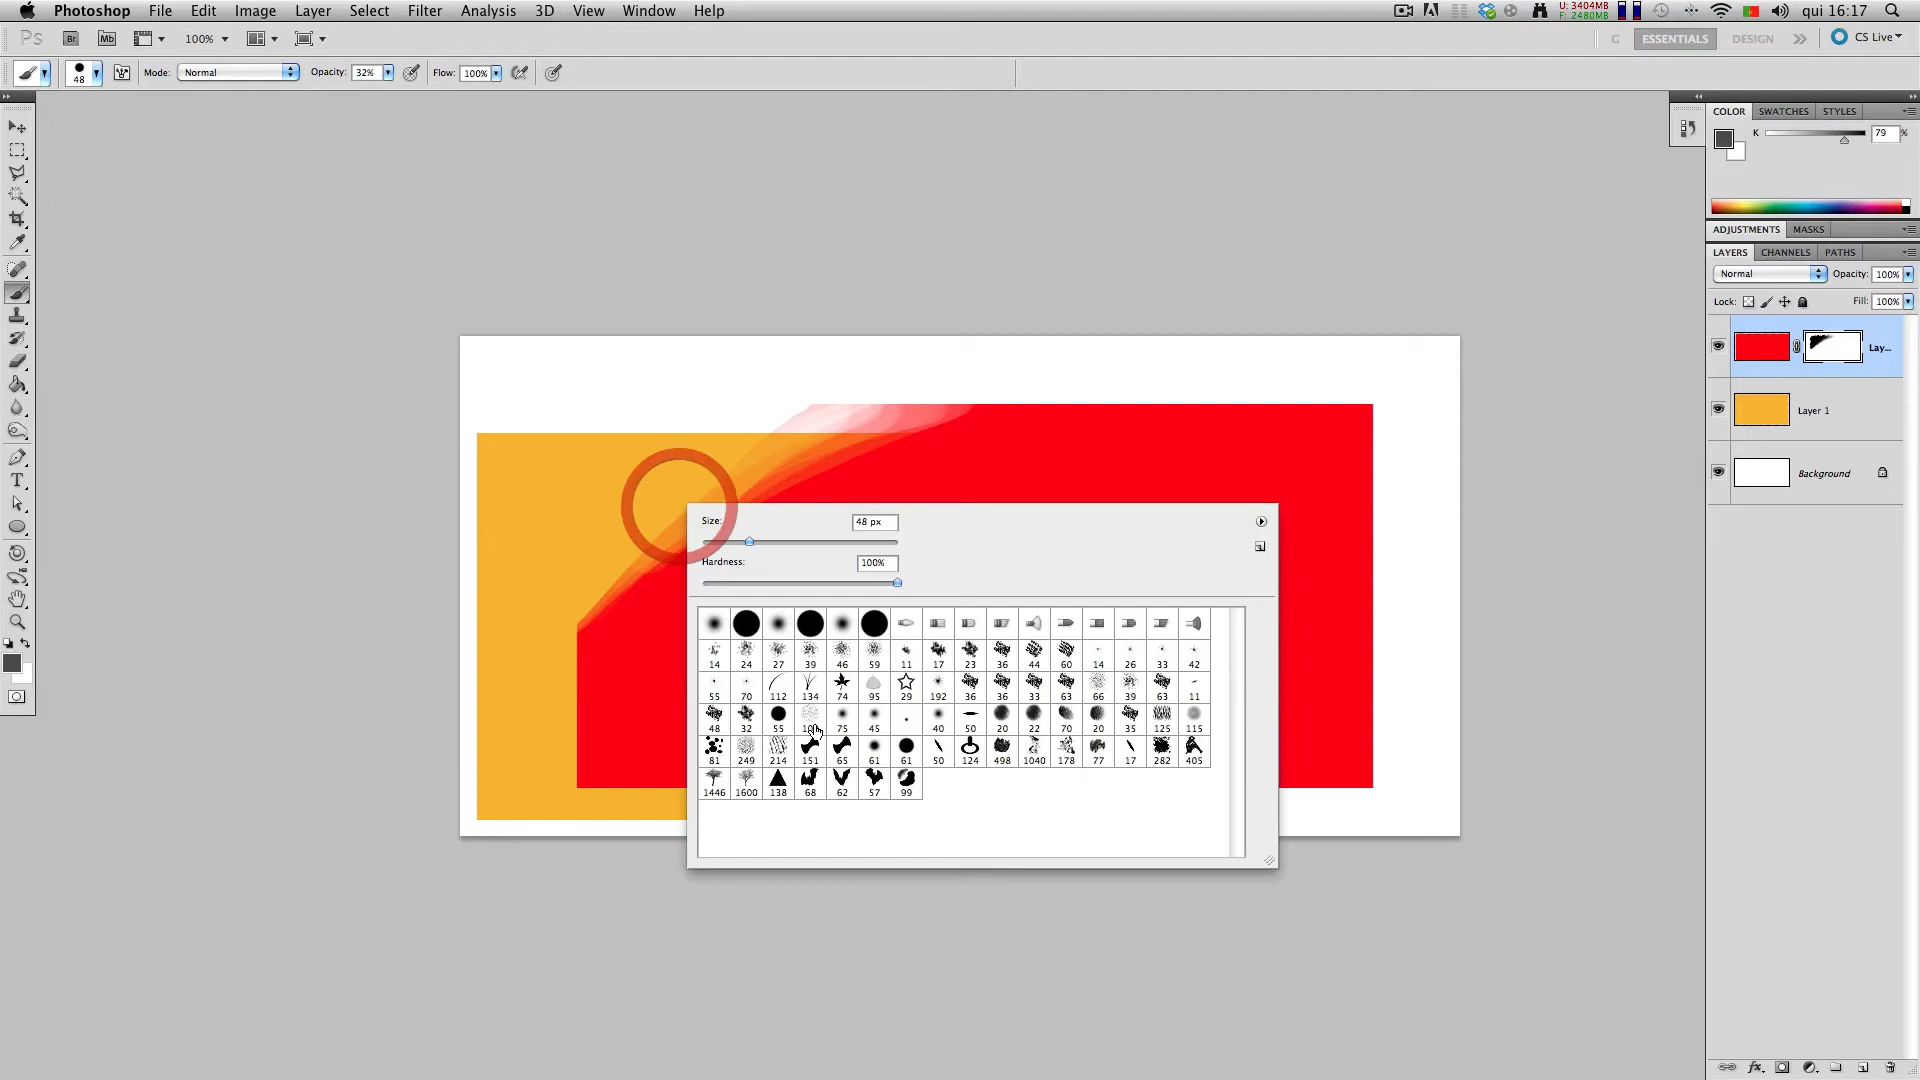 Photoshop File Edit Image Layer Select Filter Analysis 3D View Window Help U: 3404MB F: 2480MB qui 16:17
Ps Br Mb 100% G ESSENTIALS DESIGN CS Live
48 Mode: Normal Opacity: 32% Flow: 100%
COLOR SWATCHES STYLES
K 79 %
ADJUSTMENTS MASKS
LAYERS CHANNELS PATHS
Normal Opacity: 100%
Lock: Fill: 100%
Lay...
Layer 1
Background
Size: 48 px
Hardness: 100%
14 24 27 39 46 59 11 17 23 36 44 60 14 26 33 42
55 70 112 134 74 95 29 192 36 36 33 63 66 39 63 11
48 32 55 75 45 40 50 20 22 70 20 35 125 115
81 249 214 151 65 61 61 50 124 498 1040 178 77 17 282 405
1446 1600 138 68 62 57 99
fx